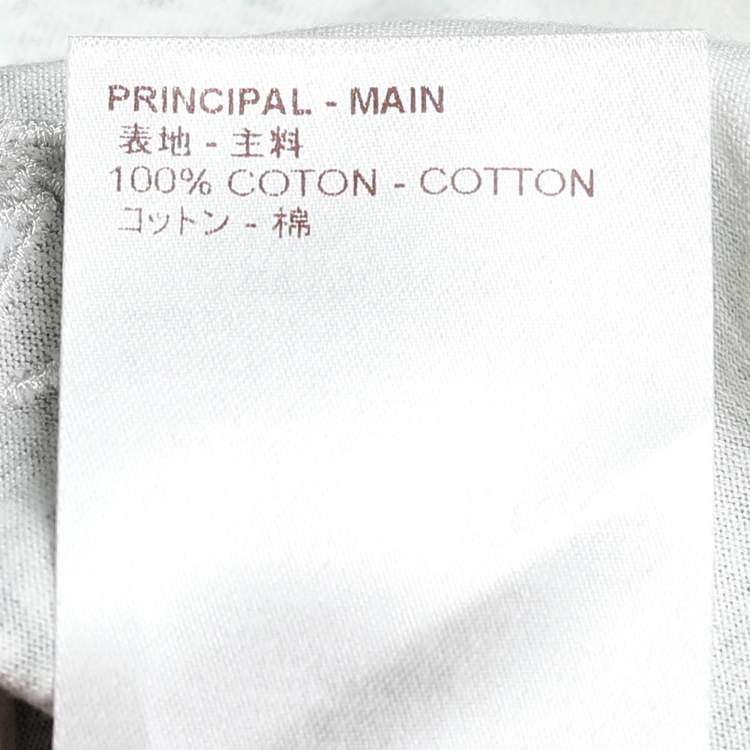 PRINCIPAL - MAIN
表地 - 主料
100% COTON - COTTON
コットン - 棉